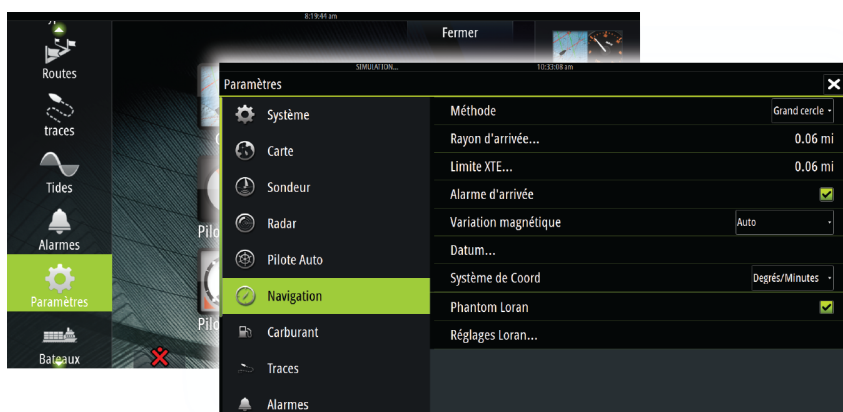 8:19:44 am
Fermer
Routes
traces
Tides
Alarmes
Paramètres
Bateaux
Pilo
Pilo
SIMULATION...
10:33:08 am
Paramètres
Système
Carte
Sondeur
Radar
Pilote Auto
Navigation
Carburant
Traces
Alarmes
Méthode
Grand cercle
Rayon d'arrivée...
0.06 mi
Limite XTE...
0.06 mi
Alarme d'arrivée
Variation magnétique
Auto
Datum...
Système de Coord
Degrés/Minutes
Phantom Loran
Réglages Loran...